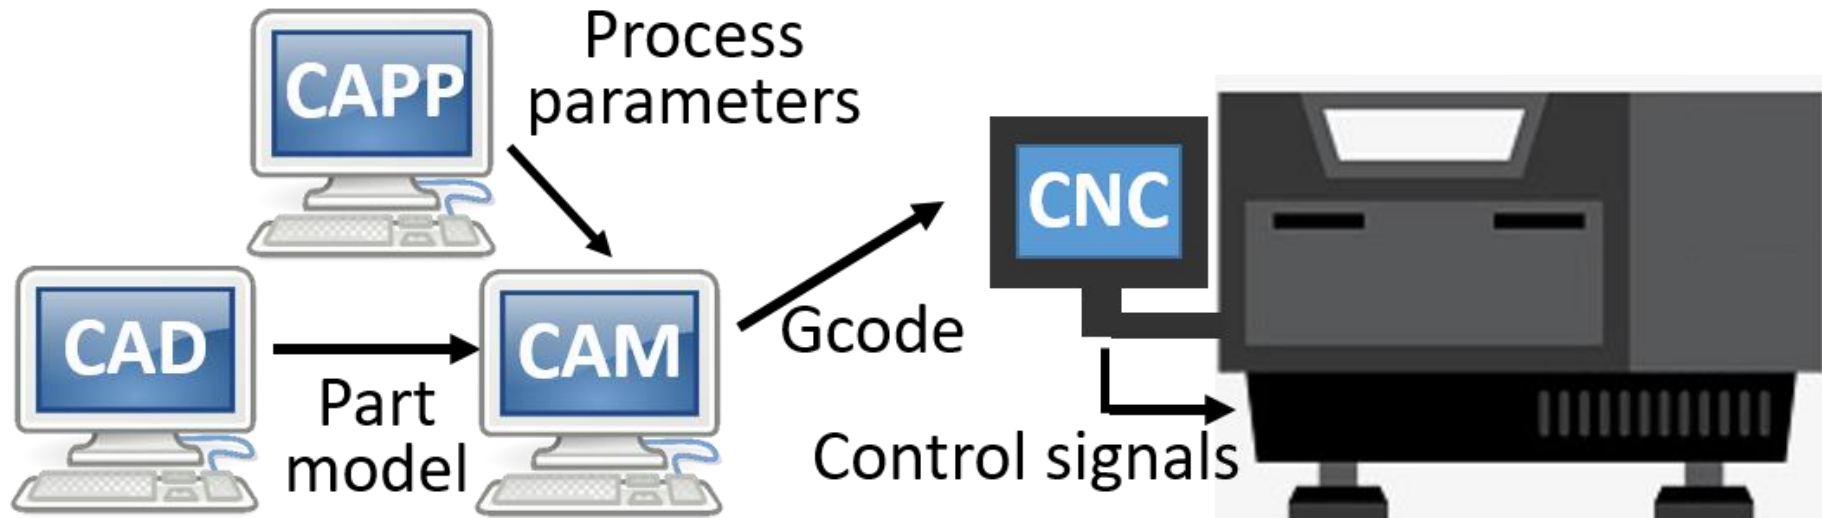 CAPP
Process
parameters
CNC
CAD
Part
model
CAM
Gcode
Control signals